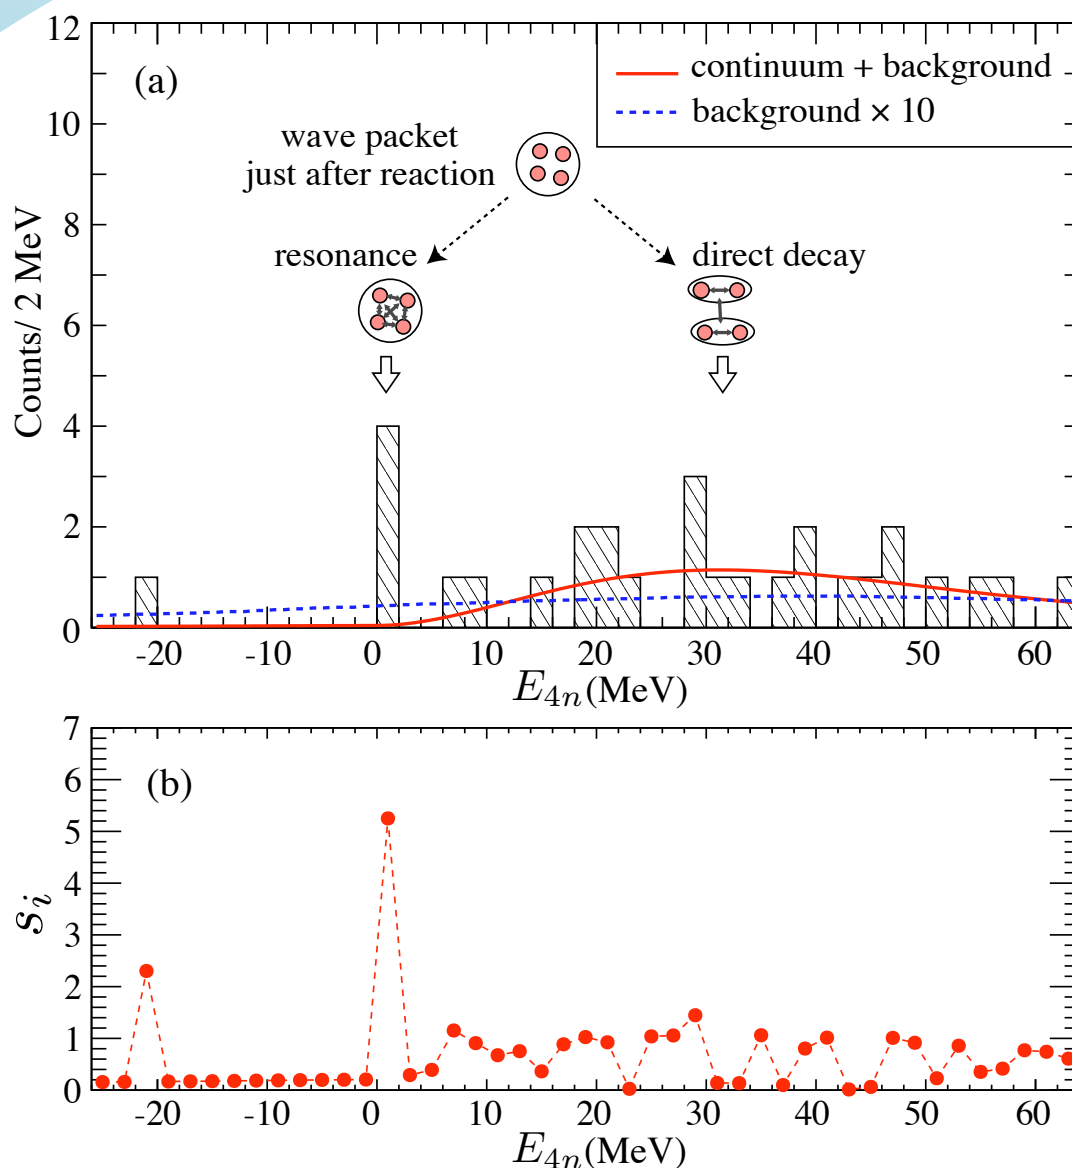 12
10
8
6
4
2
0
Counts/ 2 MeV
(a)
continuum + background
background × 10
wave packet
just after reaction
resonance
direct decay
-20 -10 0 10 20 30 40 50 60
E4n(MeV)
7
6
5
4
3
2
1
0
si
(b)
-20 -10 0 10 20 30 40 50 60
E4n(MeV)